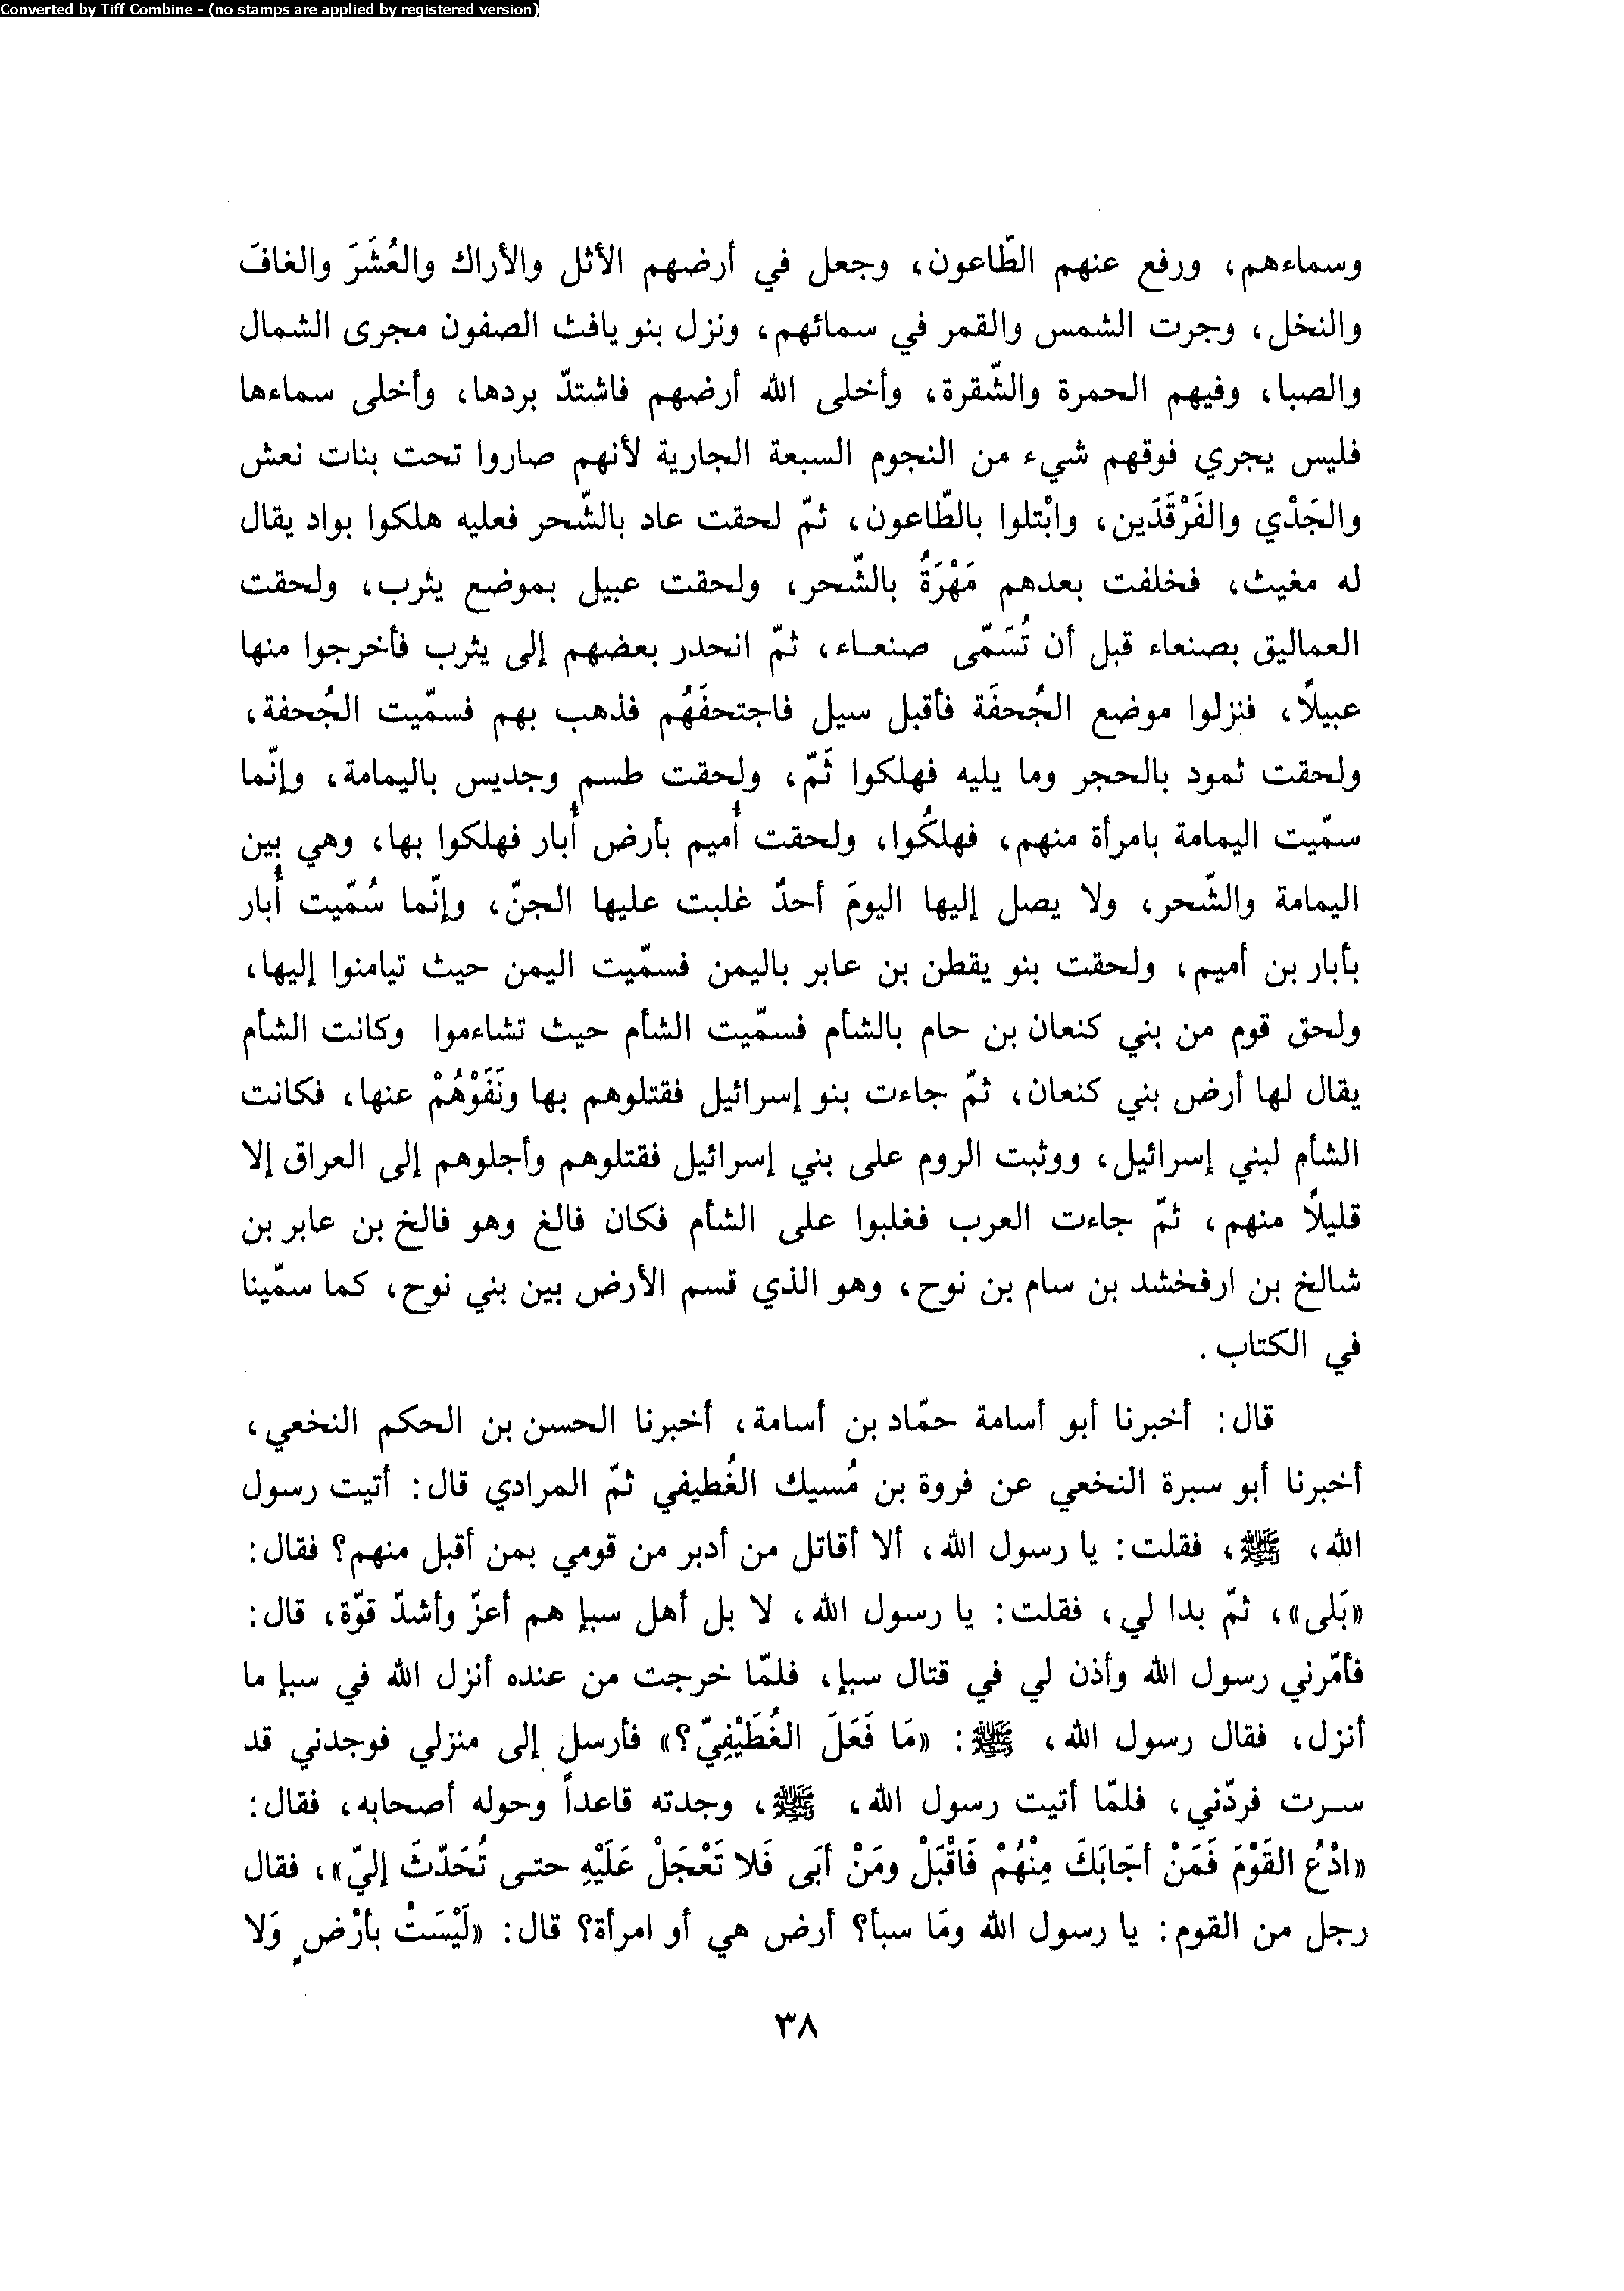 Converted by Tiff Combine - (no stamps are applied by registered version)
وسماءهم، ورفع عنهم الطّاعون، وجعل في أرضهم الأثل والأراك والعُشَرَ والغافَ
والنخل، وجرت الشمس والقمر في سمائهم، ونزل بنو يافث الصفون مجرى الشمال
والصبا، وفيهم الحمرة والشّقرة، وأخلى الله أرضهم فاشتدّ بردها، وأخلى سماءها
فليس يجري فوقهم شيء من النجوم السبعة الجارية لأنهم صاروا تحت بنات نعش
والجَدْي والفَرْقَدَين، وابْتلوا بالطّاعون، ثمّ لحقت عاد بالشّحر فعليه هلكوا بواد يقال
له مغيث، فخلفت بعدهم مَهْرَةُ بالشّحر، ولحقت عبيل بموضع يثرب، ولحقت
العماليق بصنعاء قبل أن تُسَمّى صنعاء، ثمّ انحدر بعضهم إلى يثرب فأخرجوا منها
عبيلًا، فنزلوا موضع الجُحفَة فأقبل سيل فاجتحفَهُم فذهب بهم فسمّيت الجُحفة،
ولحقت ثمود بالحجر وما يليه فهلكوا ثَمّ، ولحقت طسم وجديس باليمامة، وإنّما
سمّيت اليمامة بامرأة منهم، فهلكُوا، ولحقت أُميم بأرض أُبار فهلكوا بها، وهي بين
اليمامة والشّحر، ولا يصل إليها اليومَ أحدٌ غلبت عليها الجنّ، وإنّما سُمّيت أُبار
بأبار بن أميم، ولحقت بنو يقطن بن عابر باليمن فسمّيت اليمن حيث تيامنوا إليها،
ولحق قوم من بني كنعان بن حام بالشأم فسمّيت الشأم حيث تشاءموا وكانت الشأم
يقال لها أرض بني كنعان، ثمّ جاءت بنو إسرائيل فقتلوهم بها ونَفَوْهُمْ عنها، فكانت
الشأم لبني إسرائيل، ووثبت الروم على بني إسرائيل فقتلوهم وأجلوهم إلى العراق إلا
قليلًا منهم، ثمّ جاءت العرب فغلبوا على الشأم فكان فالغ وهو فالخ بن عابر بن
شالخ بن ارفخشد بن سام بن نوح، وهو الذي قسم الأرض بين بني نوح، كما سمّينا
في الكتاب.
قال: أخبرنا أبو أسامة حمّاد بن أسامة، أخبرنا الحسن بن الحكم النخعي،
أخبرنا أبو سبرة النخعي عن فروة بن مُسيك الغُطيفي ثمّ المرادي قال: أتيت رسول
الله، ﷺ، فقلت: يا رسول الله، ألا أقاتل من أدبر من قومي بمن أقبل منهم؟ فقال:
«بَلى»، ثمّ بدا لي، فقلت: يا رسول الله، لا بل أهل سبإ هم أعزّ وأشدّ قوّة، قال:
فأمّرني رسول الله وأذن لي في قتال سبإ، فلمّا خرجت من عنده أنزل الله في سبإ ما
أنزل، فقال رسول الله، ﷺ: «مَا فَعَلَ الغُطَيْفِيّ؟» فأرسل إلى منزلي فوجدني قد
سرت فردّني، فلمّا أتيت رسول الله، ﷺ، وجدته قاعداً وحوله أصحابه، فقال:
«ادْعُ القَوْمَ فَمَنْ أجَابَكَ مِنْهُمْ فَاقْبَلْ ومَنْ أبَى فَلا تَعْجَلْ عَلَيْهِ حتى تُحَدّثَ إليّ»، فقال
رجل من القوم: يا رسول الله ومَا سبأ؟ أرض هي أو امرأة؟ قال: «لَيْسَتْ بأرْضٍ وَلا
٣٨